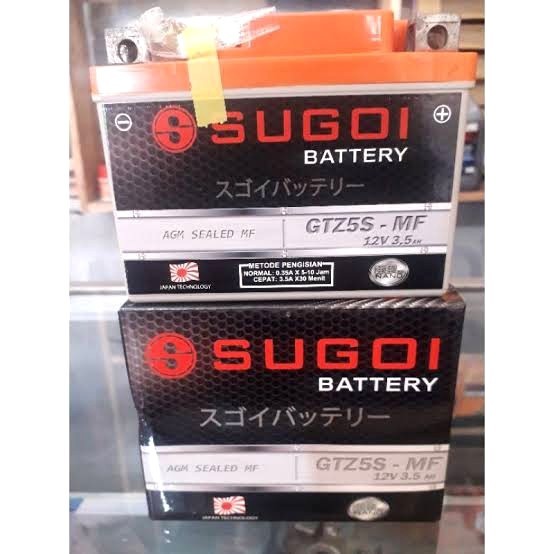 SUGOI
BATTERY
スゴイバッテリー
AGM SEALED MF
GTZ5S - MF
12V 3.5AH
METODE PENGISIAN
NORMAL: 0.35A X 5-10 Jam
CEPAT: 3.5A X30 Menit
JAPAN TECHNOLOGY
NANO
SUGOI
BATTERY
スゴイバッテリー
AGM SEALED MF
GTZ5S - MF
12V 3.5AH
JAPAN TECHNOLOGY